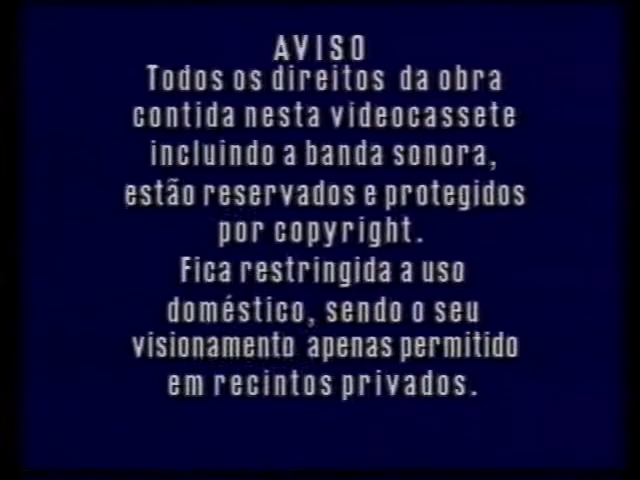 AVISO
Todos os direitos da obra
contida nesta videocassete
incluindo a banda sonora,
estão reservados e protegidos
por copyright.
Fica restringida a uso
doméstico, sendo o seu
visionamento apenas permitido
em recintos privados.